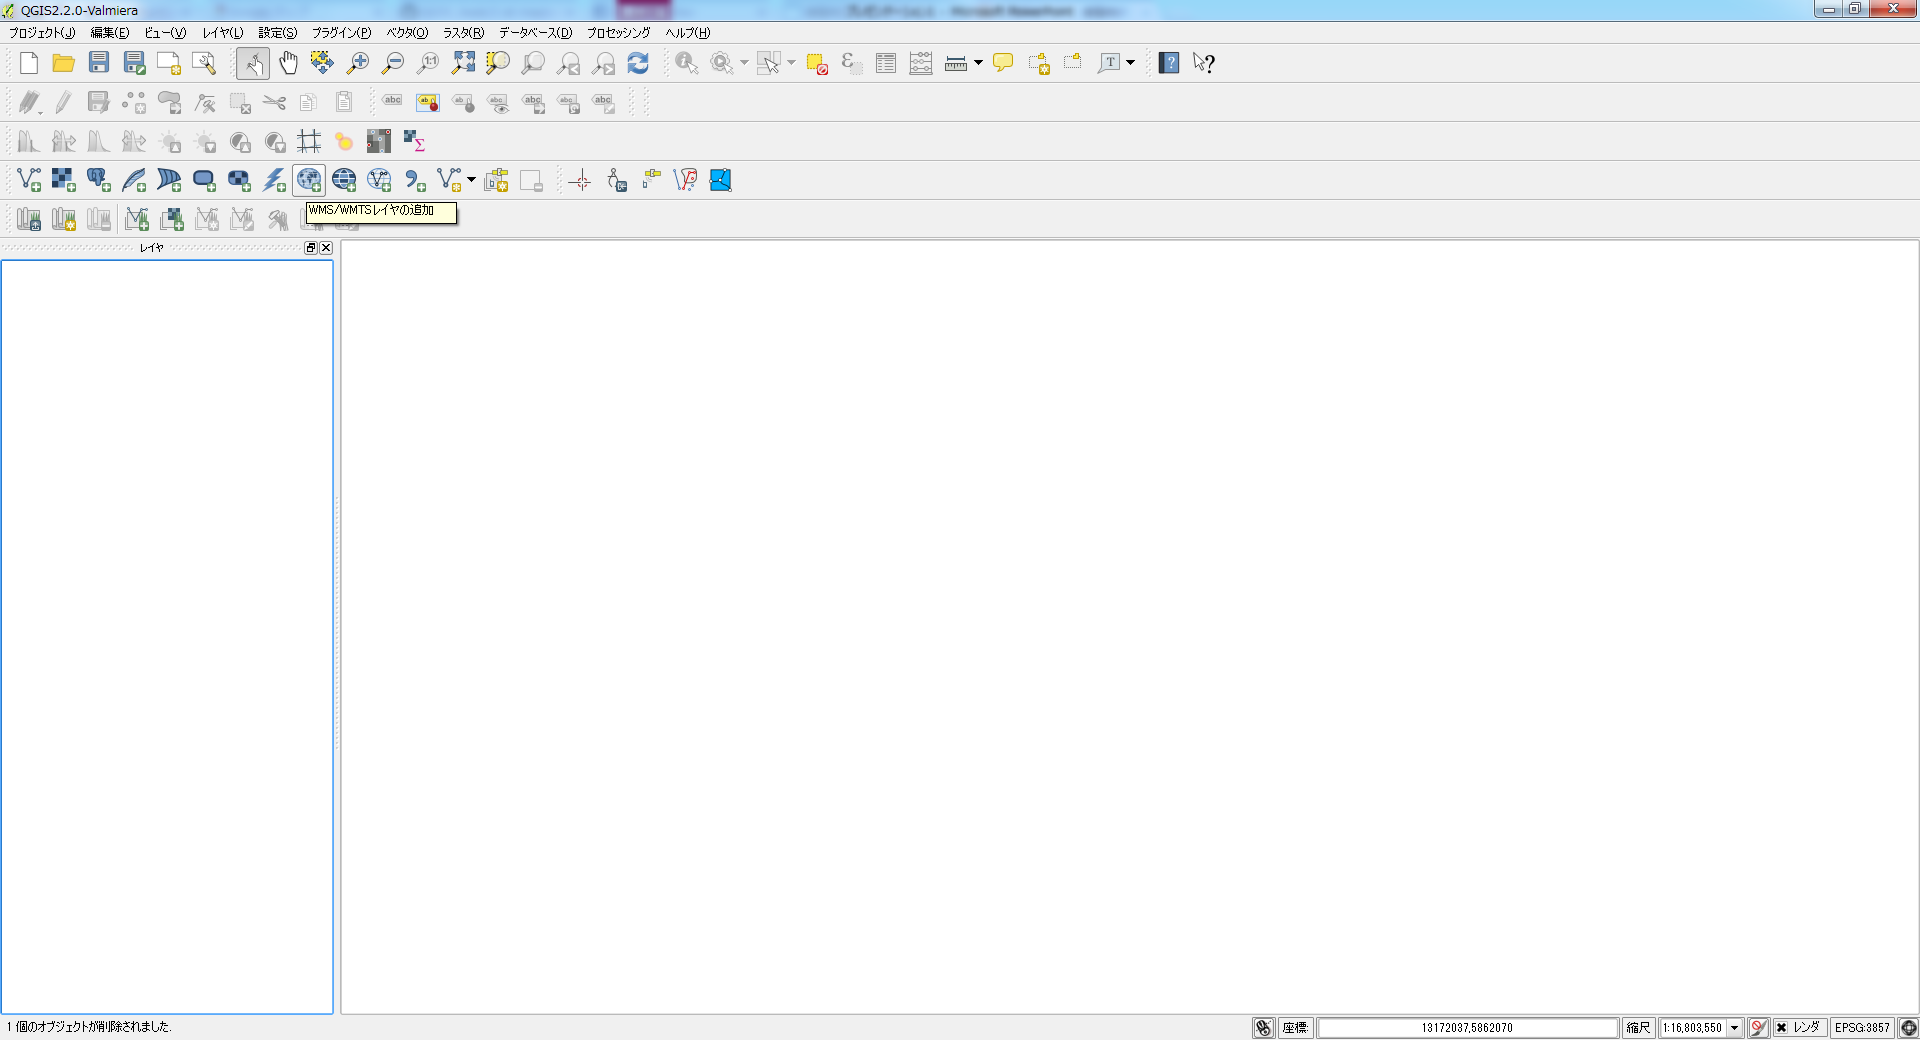 QGIS2.2.0-Valmiera
プロジェクト(J) 編集(E) ビュー(V) レイヤ(L) 設定(S) プラグイン(P) ベクタ(O) ラスタ(R) データベース(D) プロセッシング ヘルプ(H)
WMS/WMTSレイヤの追加
レイヤ
1 個のオブジェクトが削除されました.
座標: 13172037,5862070 縮尺 1:16,803,550 レンダ EPSG:3857